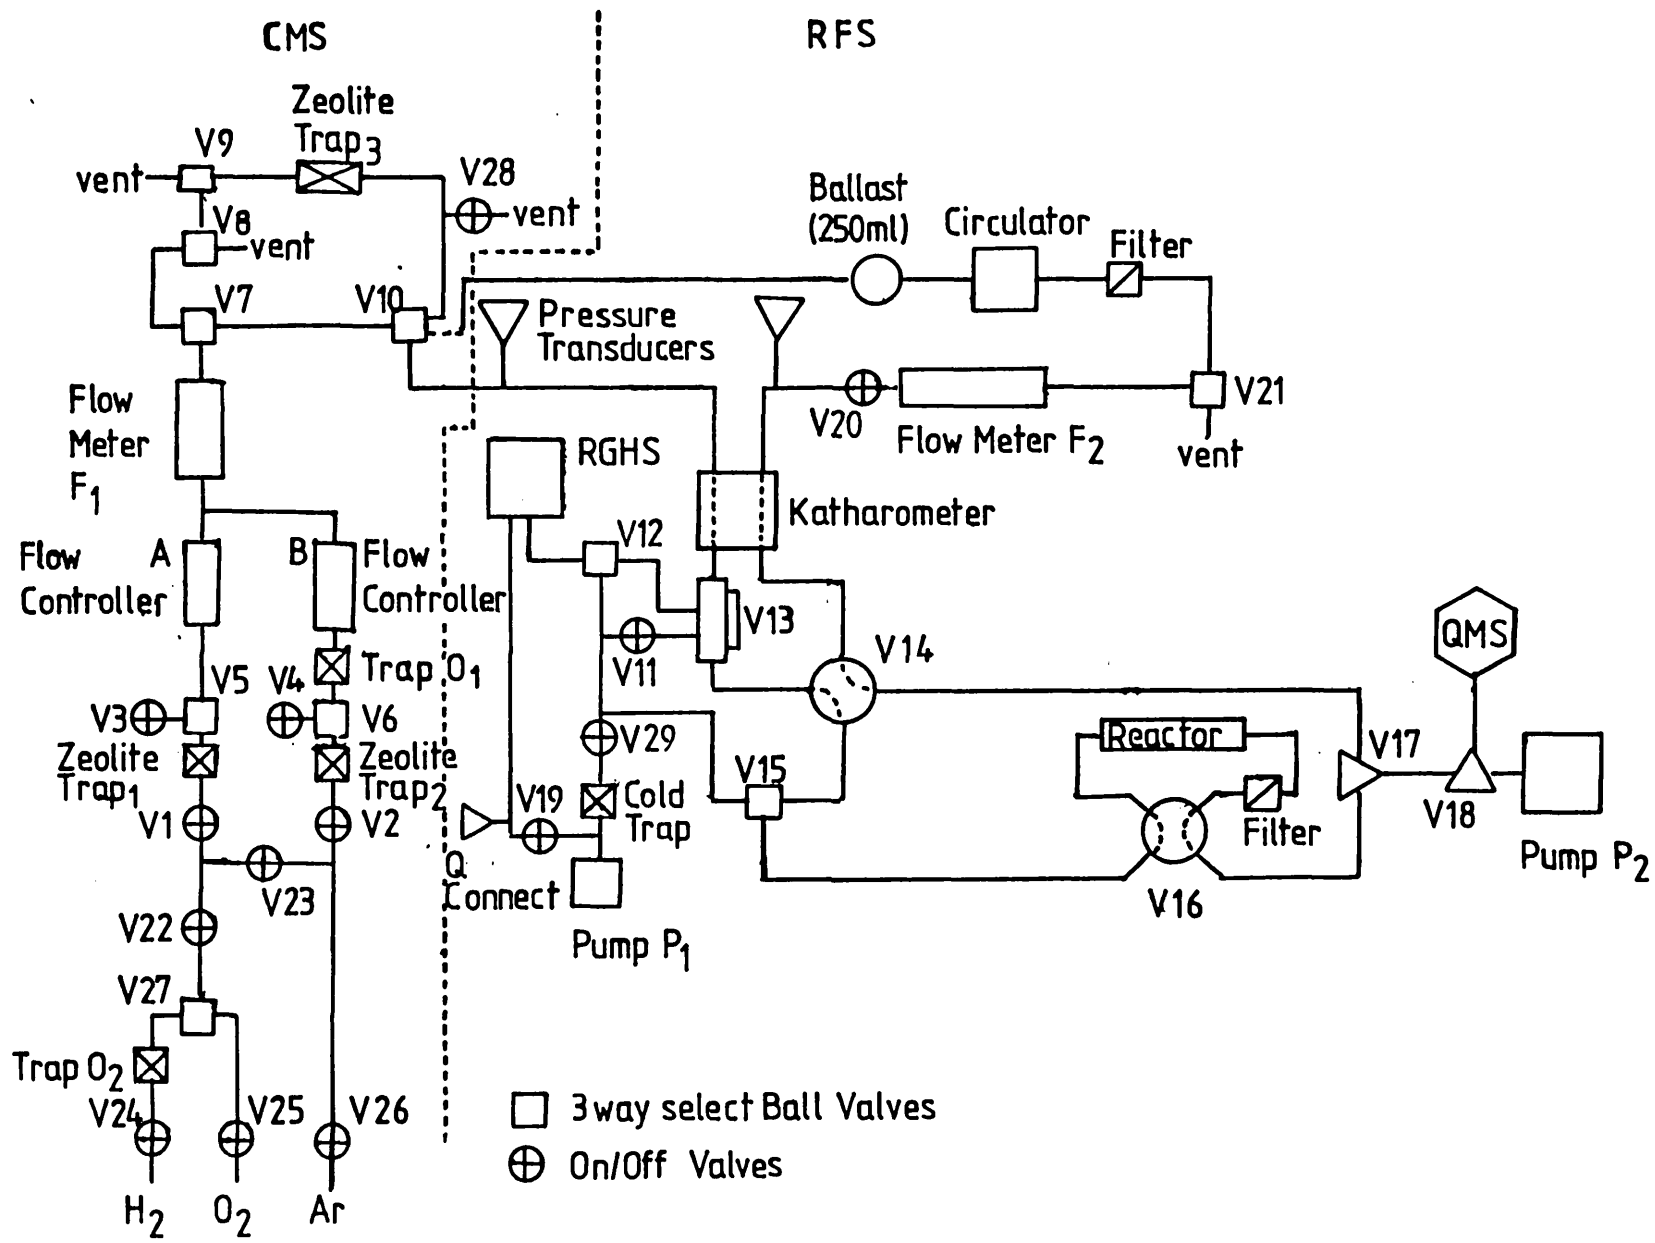 CMS
RFS
Zeolite
Trap3
V9
vent
V28
vent
V8
vent
Ballast
(250ml)
Circulator
Filter
V7
V10
Pressure
Transducers
V21
vent
V20
Flow Meter F2
Flow
Meter
F1
RGHS
Katharometer
V12
Flow
Controller
A
B
Flow
Controller
V13
V11
V14
QMS
Trap O1
V5
V4
V3
V6
Zeolite
Trap1
Zeolite
Trap2
V29
Reactor
V17
V15
V19
Cold
Trap
V1
V2
Filter
V18
Q
Connect
Pump P2
V23
V16
V22
Pump P1
V27
Trap O2
V24
V25
V26
3 way select Ball Valves
On/Off Valves
H2
O2
Ar